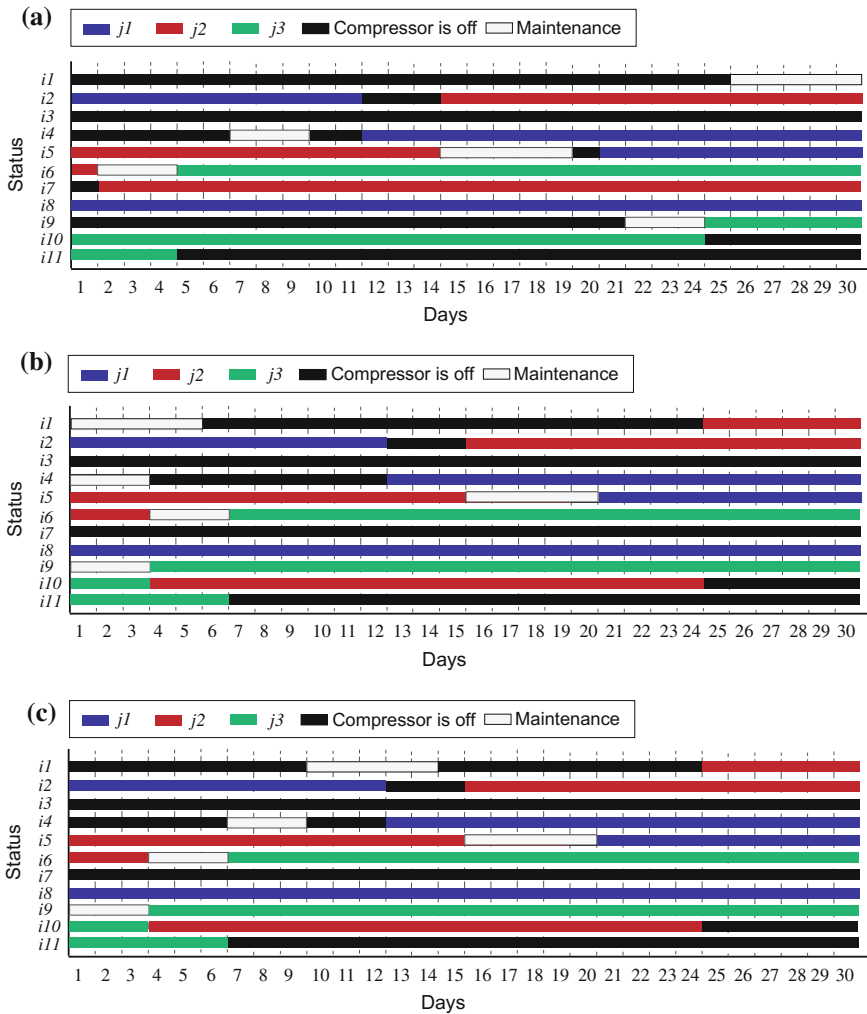 (a)
j1 j2 j3 Compressor is off Maintenance
Status
i1
i2
i3
i4
i5
i6
i7
i8
i9
i10
i11
1 2 3 4 5 6 7 8 9 10 11 12 13 14 15 16 17 18 19 20 21 22 23 24 25 26 27 28 29 30
Days
(b)
j1 j2 j3 Compressor is off Maintenance
Status
i1
i2
i3
i4
i5
i6
i7
i8
i9
i10
i11
1 2 3 4 5 6 7 8 9 10 11 12 13 14 15 16 17 18 19 20 21 22 23 24 25 26 27 28 29 30
Days
(c)
j1 j2 j3 Compressor is off Maintenance
Status
i1
i2
i3
i4
i5
i6
i7
i8
i9
i10
i11
1 2 3 4 5 6 7 8 9 10 11 12 13 14 15 16 17 18 19 20 21 22 23 24 25 26 27 28 29 30
Days